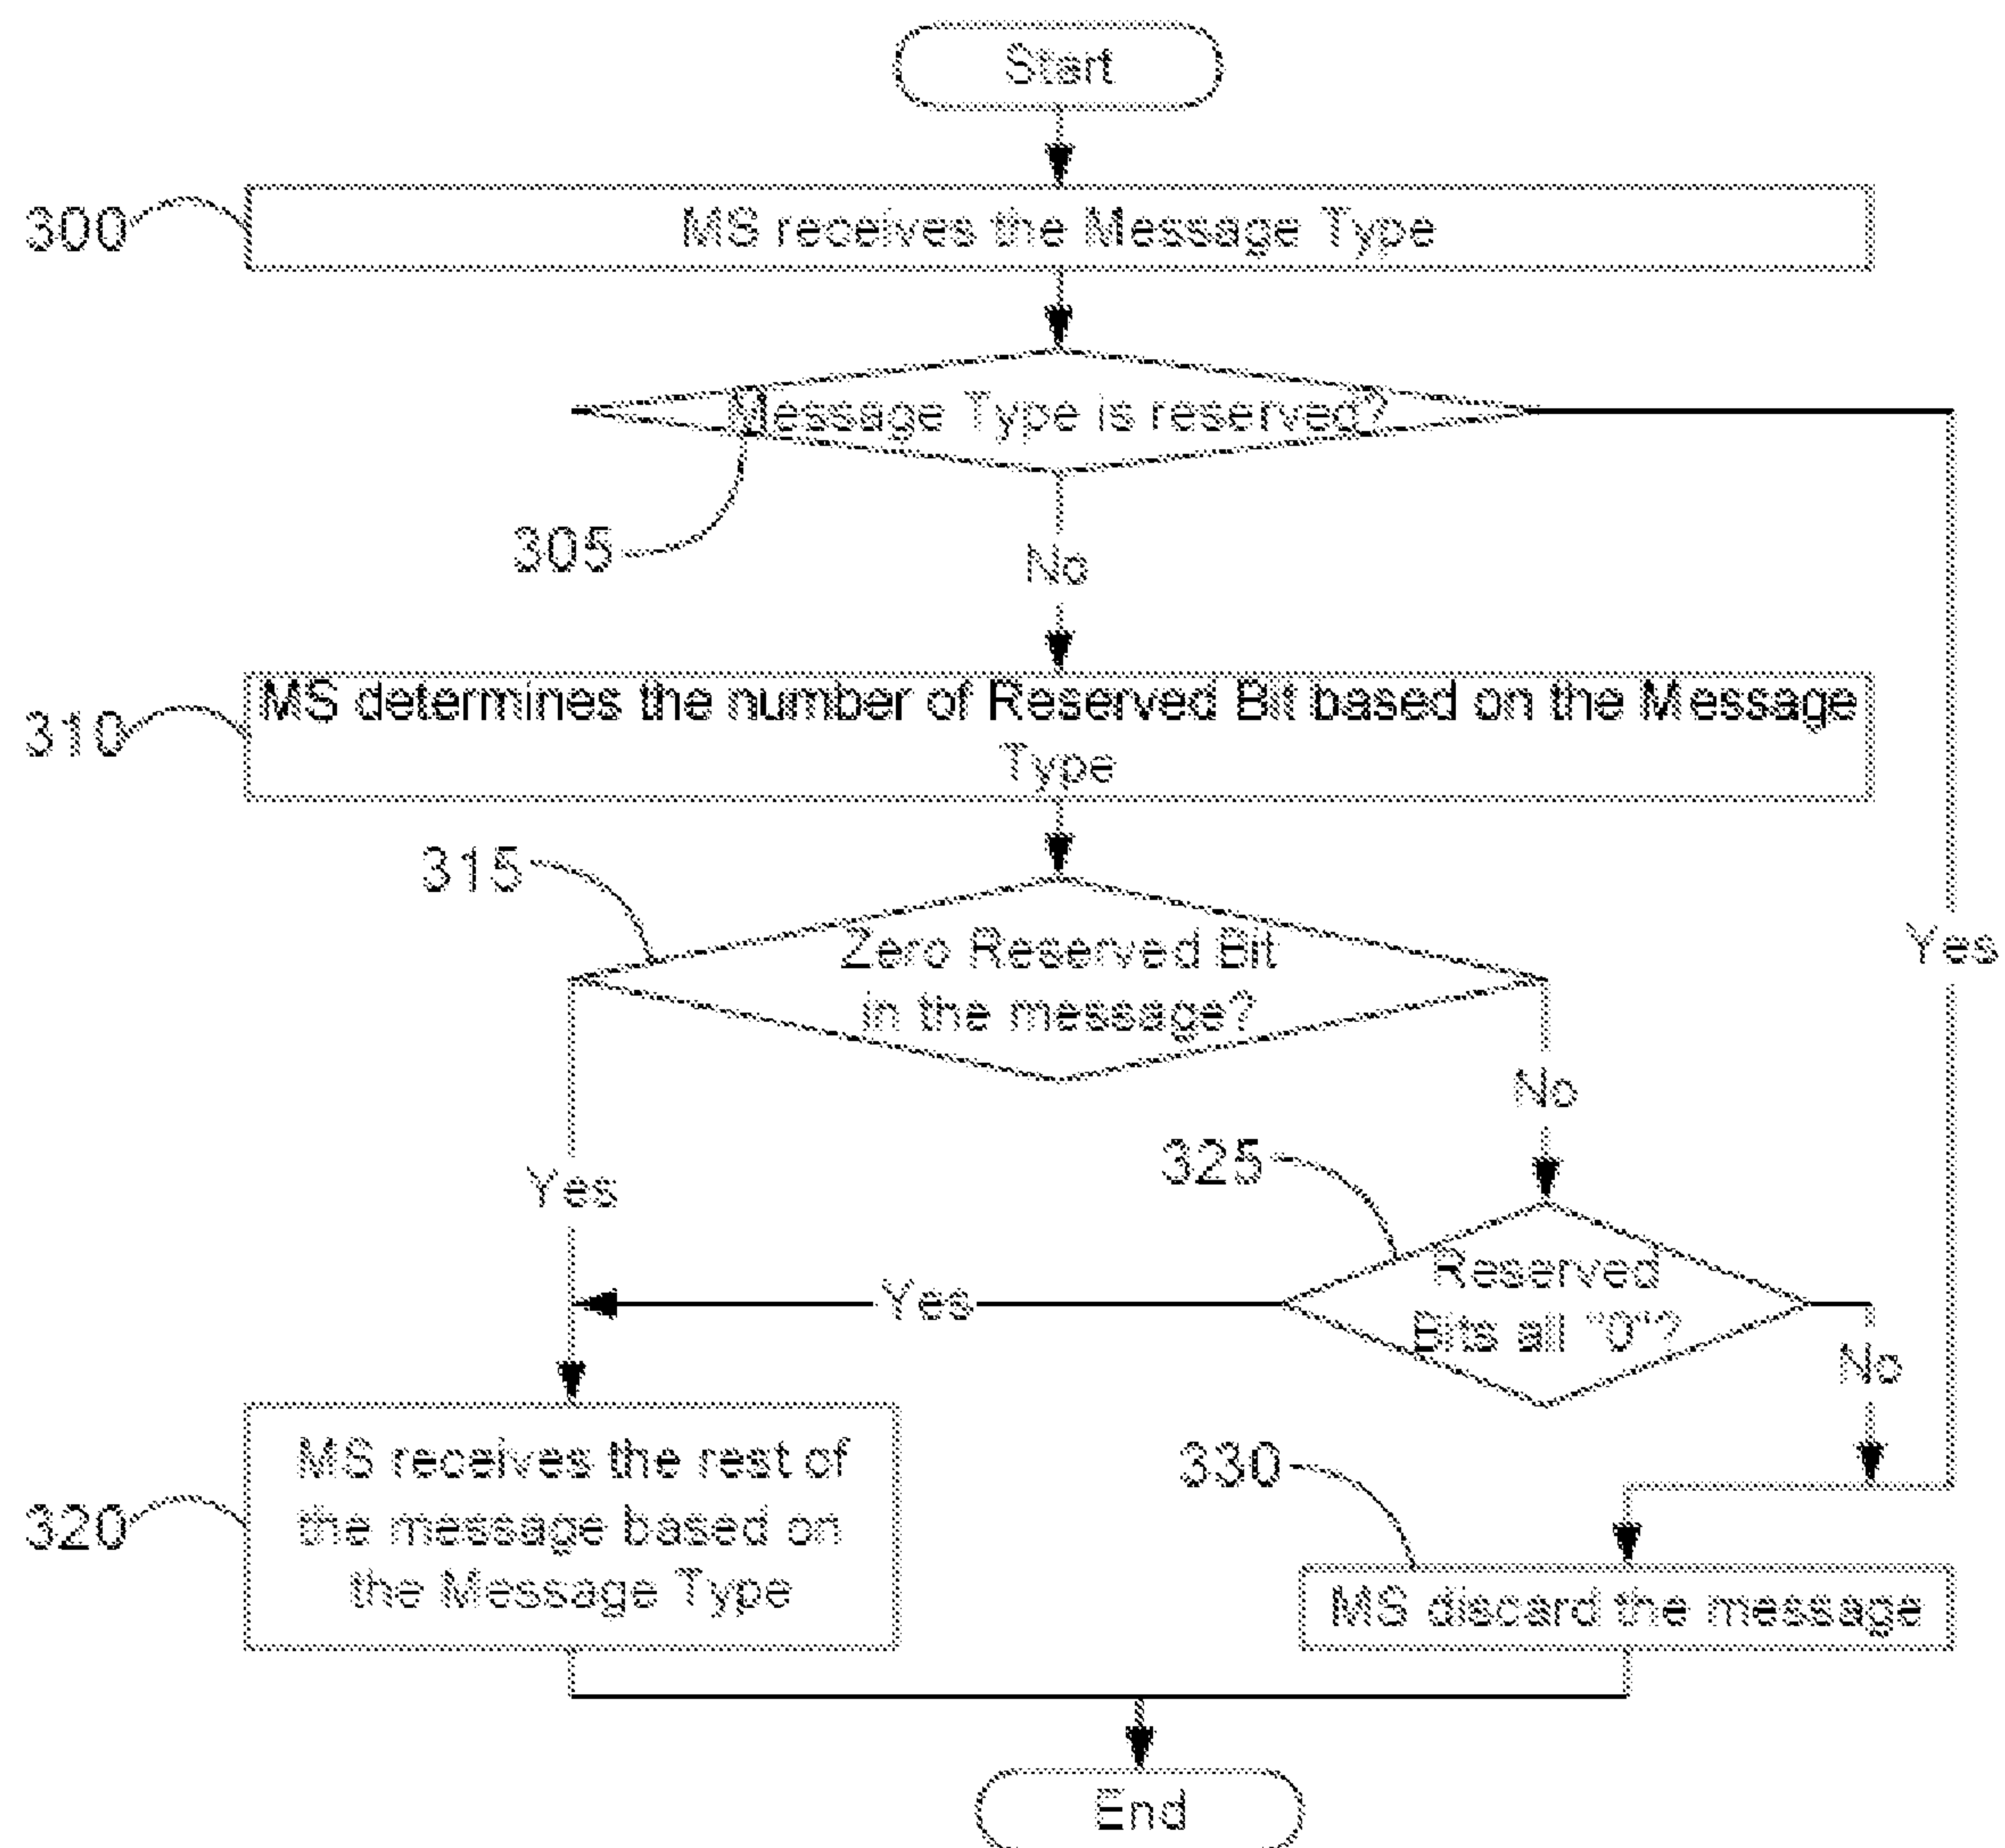 Start
300
MS receives the Message Type
Message Type is reserved?
305
No
310
MS determines the number of Reserved Bit based on the Message
Type
315
Zero Reserved Bit
in the message?
Yes
No
Yes
325
Reserved
Bits all "0"?
Yes
No
320
MS receives the rest of
the message based on
the Message Type
330
MS discard the message
End